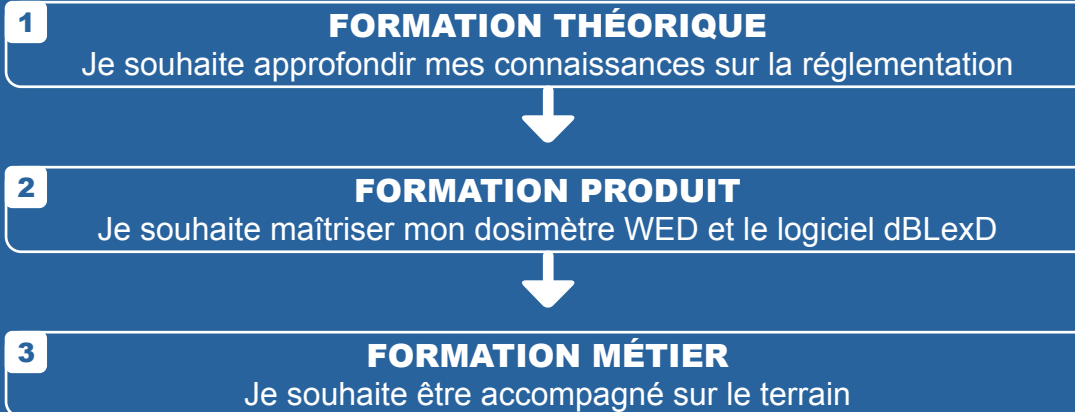 1
FORMATION THÉORIQUE
Je souhaite approfondir mes connaissances sur la réglementation
2
FORMATION PRODUIT
Je souhaite maîtriser mon dosimètre WED et le logiciel dBLexD
3
FORMATION MÉTIER
Je souhaite être accompagné sur le terrain